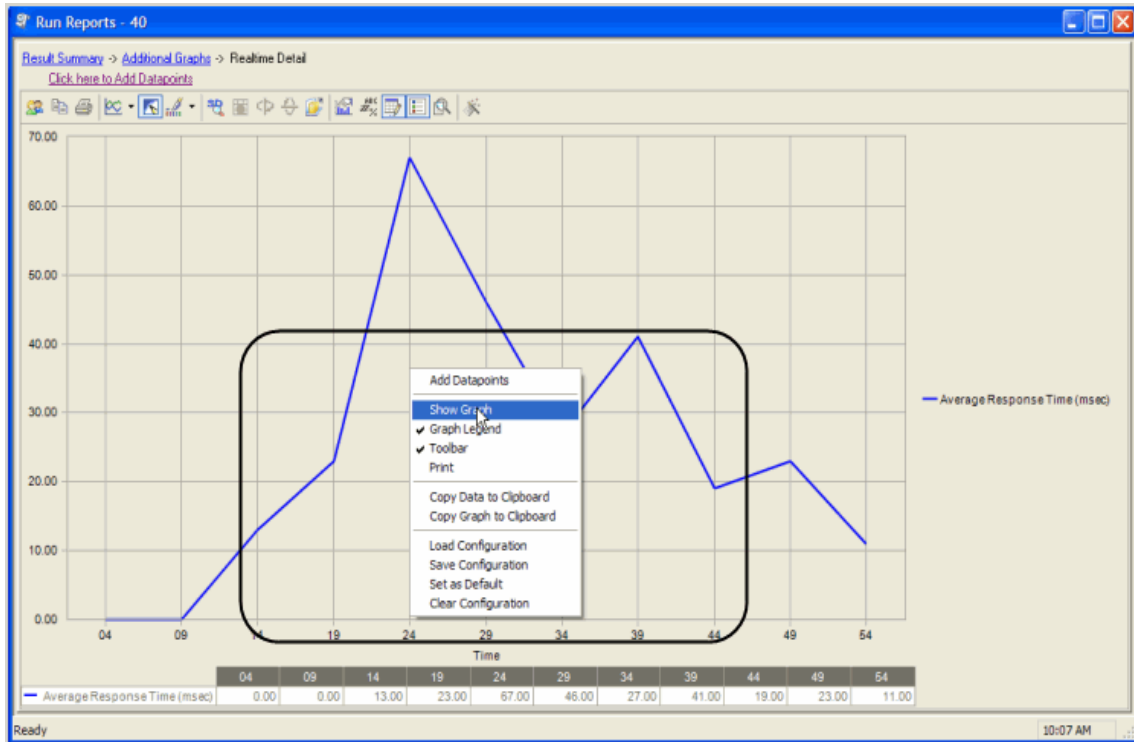 Run Reports - 40
Result Summary -> Additional Graphs -> Realtime Detail
Click here to Add Datapoints
70.00
60.00
50.00
40.00
30.00
20.00
10.00
0.00
Add Datapoints
Show Graph
Graph Legend
Toolbar
Print
Copy Data to Clipboard
Copy Graph to Clipboard
Load Configuration
Save Configuration
Set as Default
Clear Configuration
Average Response Time (msec)
04 09 14 19 24 29 34 39 44 49 54
Time
04 09 14 19 24 29 34 39 44 49 54
Average Response Time (msec) 0.00 0.00 13.00 23.00 67.00 46.00 27.00 41.00 19.00 23.00 11.00
Ready 10:07 AM